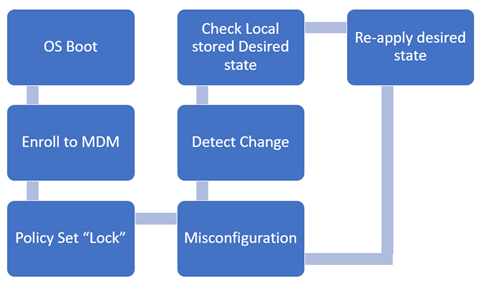 OS Boot
Enroll to MDM
Policy Set “Lock”
Misconfiguration
Detect Change
Check Local
stored Desired
state
Re-apply desired
state